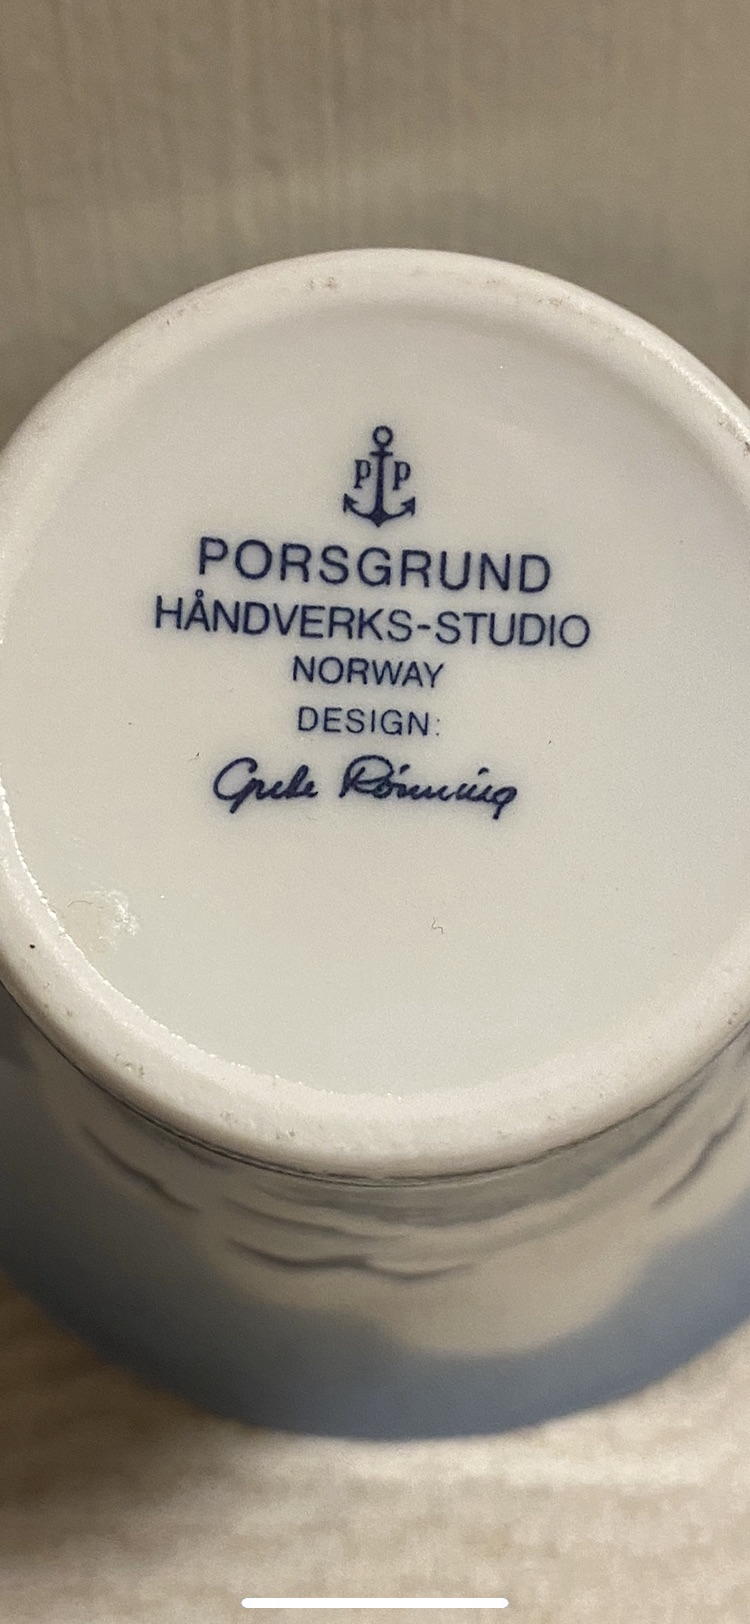 P P
PORSGRUND
HÅNDVERKS-STUDIO
NORWAY
DESIGN:
Grete Rönning